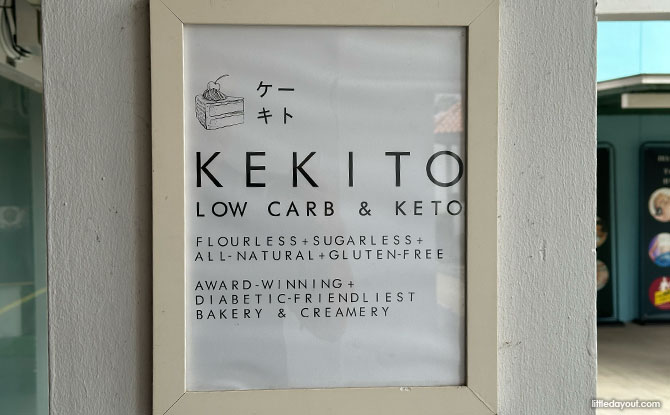 ケー
キト
KEKITO
LOW CARB & KETO
FLOURLESS+SUGARLESS+
ALL-NATURAL+GLUTEN-FREE
AWARD-WINNING+
DIABETIC-FRIENDLIEST
BAKERY & CREAMERY
littledayout.com